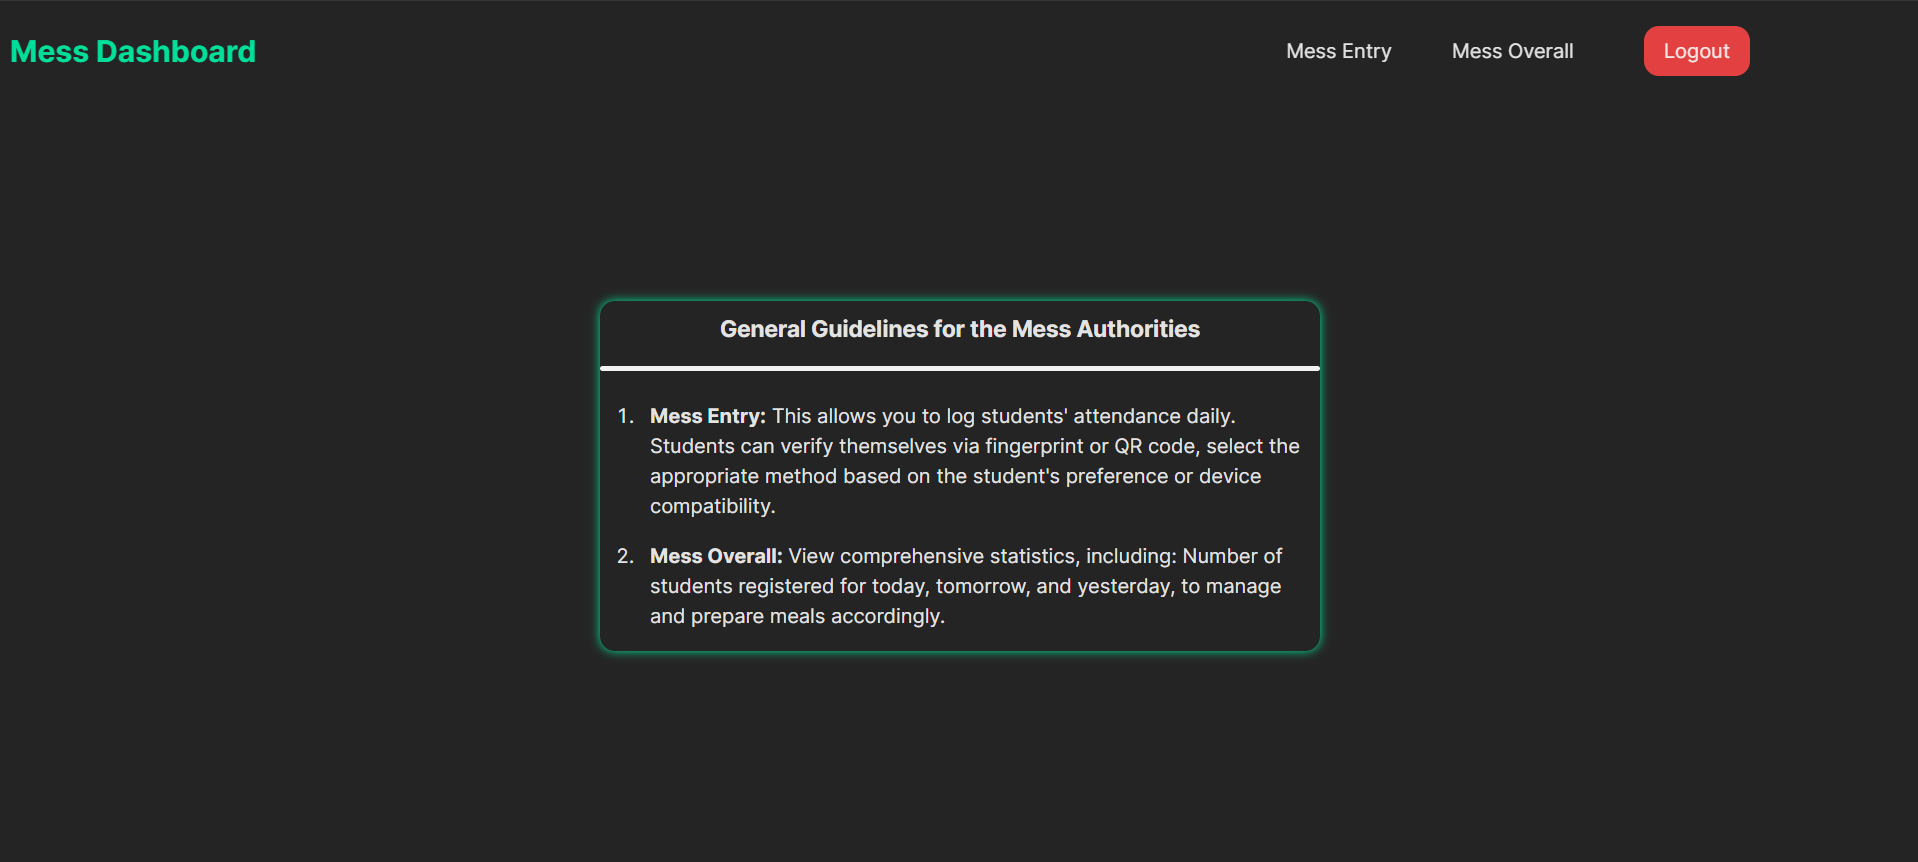 Mess Dashboard
Mess Entry
Mess Overall
Logout
General Guidelines for the Mess Authorities
1. Mess Entry: This allows you to log students' attendance daily.
Students can verify themselves via fingerprint or QR code, select the
appropriate method based on the student's preference or device
compatibility.
2. Mess Overall: View comprehensive statistics, including: Number of
students registered for today, tomorrow, and yesterday, to manage
and prepare meals accordingly.